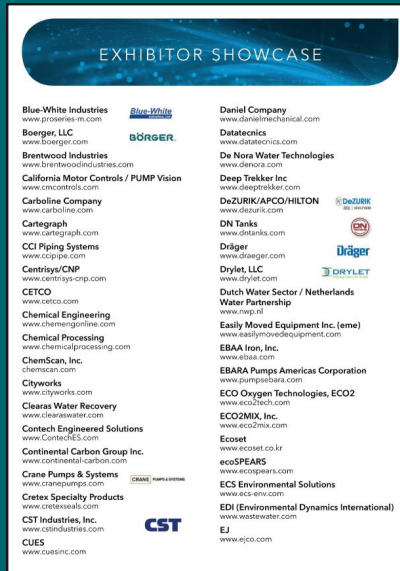 EXHIBITOR SHOWCASE
Blue-White Industries
www.proseries-m.com
Blue-White
Boerger, LLC
www.boerger.com
BÖRGER
Brentwood Industries
www.brentwoodindustries.com
California Motor Controls / PUMP Vision
www.cmcontrols.com
Carboline Company
www.carboline.com
Cartegraph
www.cartegraph.com
CCI Piping Systems
www.ccipipe.com
Centrisys/CNP
www.centrisys-cnp.com
CETCO
www.cetco.com
Chemical Engineering
www.chemengonline.com
Chemical Processing
www.chemicalprocessing.com
ChemScan, Inc.
chemscan.com
Cityworks
www.cityworks.com
Clearas Water Recovery
www.clearaswater.com
Contech Engineered Solutions
www.ContechES.com
Continental Carbon Group Inc.
www.continental-carbon.com
Crane Pumps & Systems
www.cranepumps.com
CRANE PUMPS & SYSTEMS
Cretex Specialty Products
www.cretexseals.com
CST Industries, Inc.
www.cstindustries.com
CST
CUES
www.cuesinc.com
Daniel Company
www.danielmechanical.com
Datatecnics
www.datatecnics.com
De Nora Water Technologies
www.denora.com
Deep Trekker Inc
www.deeptrekker.com
DeZURIK/APCO/HILTON
www.dezurik.com
DeZURIK
DN Tanks
www.dntanks.com
DN
Dräger
www.draeger.com
Dräger
Drylet, LLC
www.drylet.com
DRYLET
Dutch Water Sector / Netherlands
Water Partnership
www.nwp.nl
Easily Moved Equipment Inc. (eme)
www.easilymovedequipment.com
EBAA Iron, Inc.
www.ebaa.com
EBARA Pumps Americas Corporation
www.pumpsebara.com
ECO Oxygen Technologies, ECO2
www.eco2tech.com
ECO2MIX, Inc.
www.eco2mix.com
Ecoset
www.ecoset.co.kr
ecoSPEARS
www.ecospears.com
ECS Environmental Solutions
www.ecs-env.com
EDI (Environmental Dynamics International)
www.wastewater.com
EJ
www.ejco.com